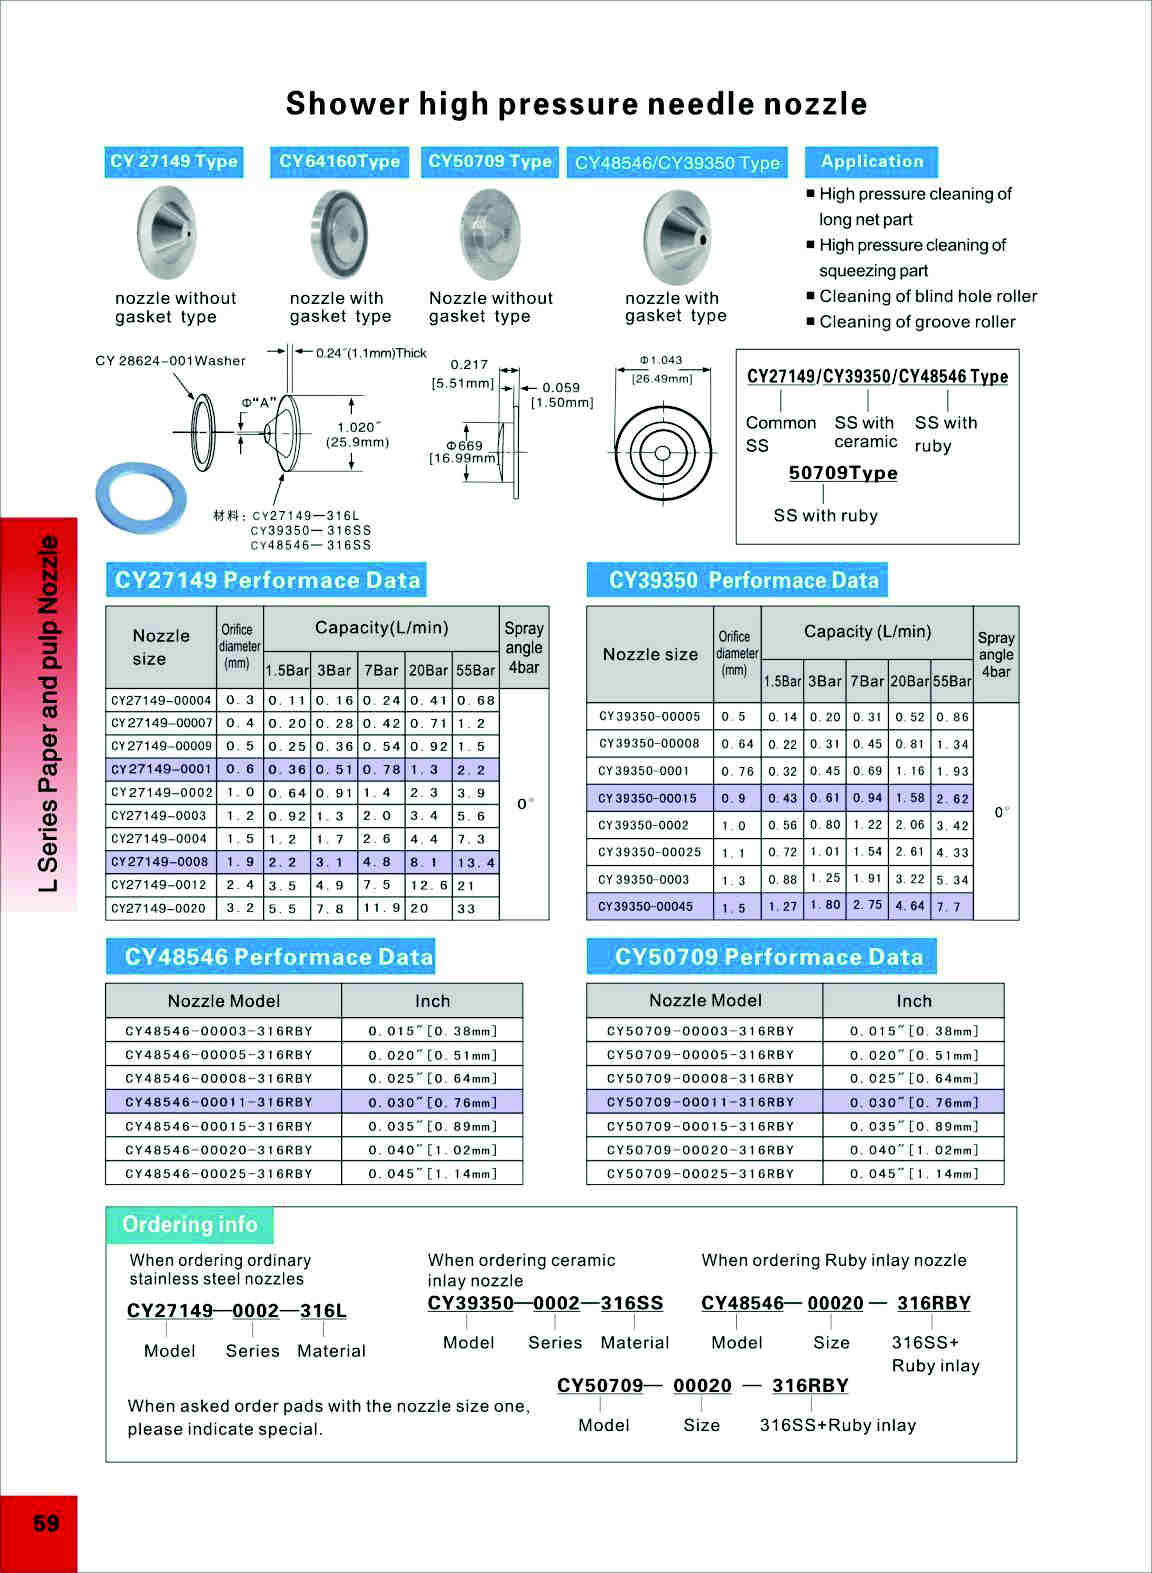 Shower high pressure needle nozzle
CY 27149 Type
CY64160Type
CY50709 Type
CY48546/CY39350 Type
Application
nozzle without
gasket type
nozzle with
gasket type
Nozzle without
gasket type
nozzle with
gasket type
■ High pressure cleaning of
long net part
■ High pressure cleaning of
squeezing part
■ Cleaning of blind hole roller
■ Cleaning of groove roller
CY 28624-001Washer
0.24″(1.1mm)Thick
Φ“A”
1.020″
(25.9mm)
材料: CY27149—316L
CY39350—316SS
CY48546—316SS
0.217
[5.51mm]
0.059
[1.50mm]
Φ669
[16.99mm]
Φ1.043
[26.49mm]
CY27149/CY39350/CY48546 Type
Common SS with SS with
SS ceramic ruby
50709Type
SS with ruby
L Series Paper and pulp Nozzle
CY27149 Performace Data
Nozzle size Orifice diameter (mm) Capacity(L/min) Spray angle 4bar
1.5Bar 3Bar 7Bar 20Bar 55Bar
CY27149-00004 0.3 0.11 0.16 0.24 0.41 0.68
CY27149-00007 0.4 0.20 0.28 0.42 0.71 1.2
CY27149-00009 0.5 0.25 0.36 0.54 0.92 1.5
CY27149-0001 0.6 0.36 0.51 0.78 1.3 2.2
CY27149-0002 1.0 0.64 0.91 1.4 2.3 3.9
CY27149-0003 1.2 0.92 1.3 2.0 3.4 5.6
CY27149-0004 1.5 1.2 1.7 2.6 4.4 7.3
CY27149-0008 1.9 2.2 3.1 4.8 8.1 13.4
CY27149-0012 2.4 3.5 4.9 7.5 12.6 21
CY27149-0020 3.2 5.5 7.8 11.9 20 33
0°
CY39350 Performace Data
Nozzle size Orifice diameter (mm) Capacity (L/min) Spray angle 4bar
1.5Bar 3Bar 7Bar 20Bar 55Bar
CY39350-00005 0.5 0.14 0.20 0.31 0.52 0.86
CY39350-00008 0.64 0.22 0.31 0.45 0.81 1.34
CY39350-0001 0.76 0.32 0.45 0.69 1.16 1.93
CY39350-00015 0.9 0.43 0.61 0.94 1.58 2.62
CY39350-0002 1.0 0.56 0.80 1.22 2.06 3.42
CY39350-00025 1.1 0.72 1.01 1.54 2.61 4.33
CY39350-0003 1.3 0.88 1.25 1.91 3.22 5.34
CY39350-00045 1.5 1.27 1.80 2.75 4.64 7.7
0°
CY48546 Performace Data
Nozzle Model Inch
CY48546-00003-316RBY 0.015″[0.38mm]
CY48546-00005-316RBY 0.020″[0.51mm]
CY48546-00008-316RBY 0.025″[0.64mm]
CY48546-00011-316RBY 0.030″[0.76mm]
CY48546-00015-316RBY 0.035″[0.89mm]
CY48546-00020-316RBY 0.040″[1.02mm]
CY48546-00025-316RBY 0.045″[1.14mm]
CY50709 Performace Data
Nozzle Model Inch
CY50709-00003-316RBY 0.015″[0.38mm]
CY50709-00005-316RBY 0.020″[0.51mm]
CY50709-00008-316RBY 0.025″[0.64mm]
CY50709-00011-316RBY 0.030″[0.76mm]
CY50709-00015-316RBY 0.035″[0.89mm]
CY50709-00020-316RBY 0.040″[1.02mm]
CY50709-00025-316RBY 0.045″[1.14mm]
Ordering info
When ordering ordinary
stainless steel nozzles
CY27149—0002—316L
Model Series Material
When ordering ceramic
inlay nozzle
CY39350—0002—316SS
Model Series Material
When ordering Ruby inlay nozzle
CY48546— 00020 — 316RBY
Model Size 316SS+
Ruby inlay
CY50709— 00020 — 316RBY
Model Size 316SS+Ruby inlay
When asked order pads with the nozzle size one,
please indicate special.
59